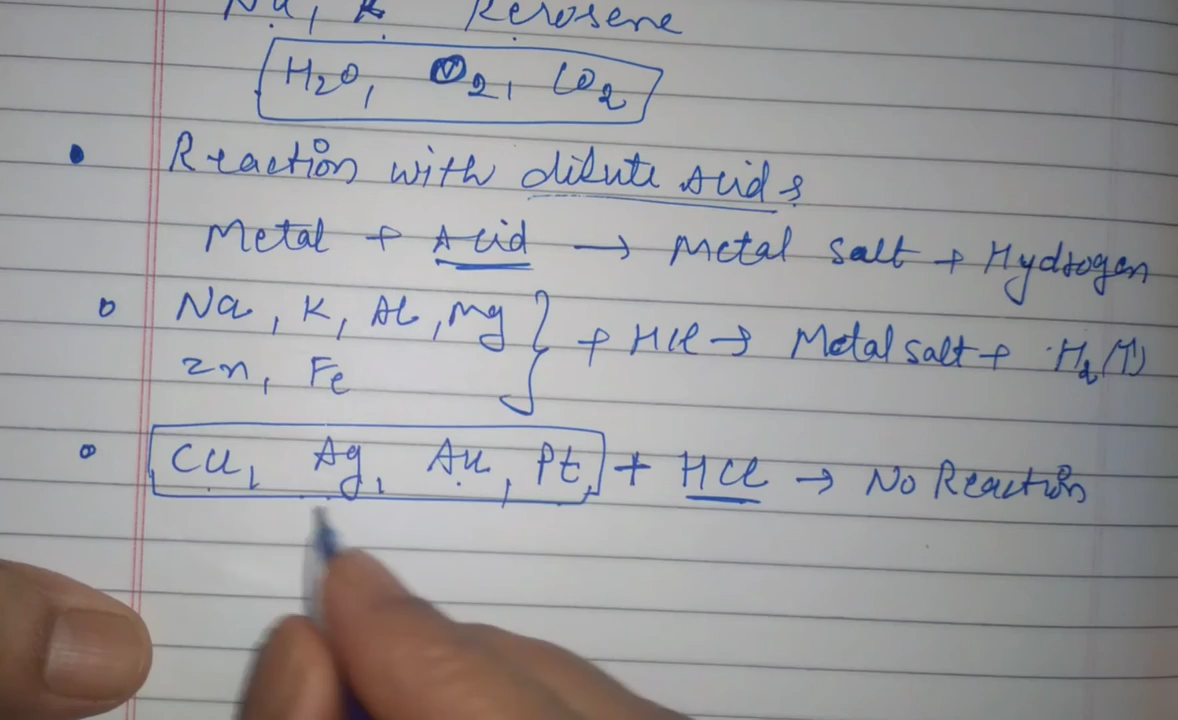 Na, K Kerosene
H2O, O2, CO2
• Reaction with dilute Acids
Metal + Acid → Metal salt + Hydrogen
o Na, K, Al, Mg } + HCl → Metal salt + H2(↑)
Zn, Fe
o Cu, Ag, Au, Pt, + HCl → No Reaction